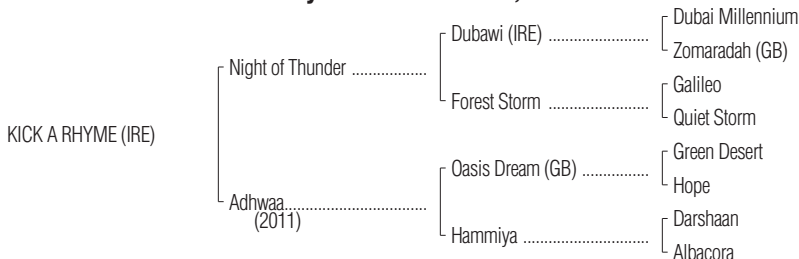 Dubai Millennium
Dubawi (IRE) ........................
Zomaradah (GB)
Night of Thunder ..................
Galileo
Forest Storm .........................
Quiet Storm
KICK A RHYME (IRE)
Green Desert
Oasis Dream (GB) ................
Hope
Adhwaa..................................
(2011)
Darshaan
Hammiya ..............................
Albacora